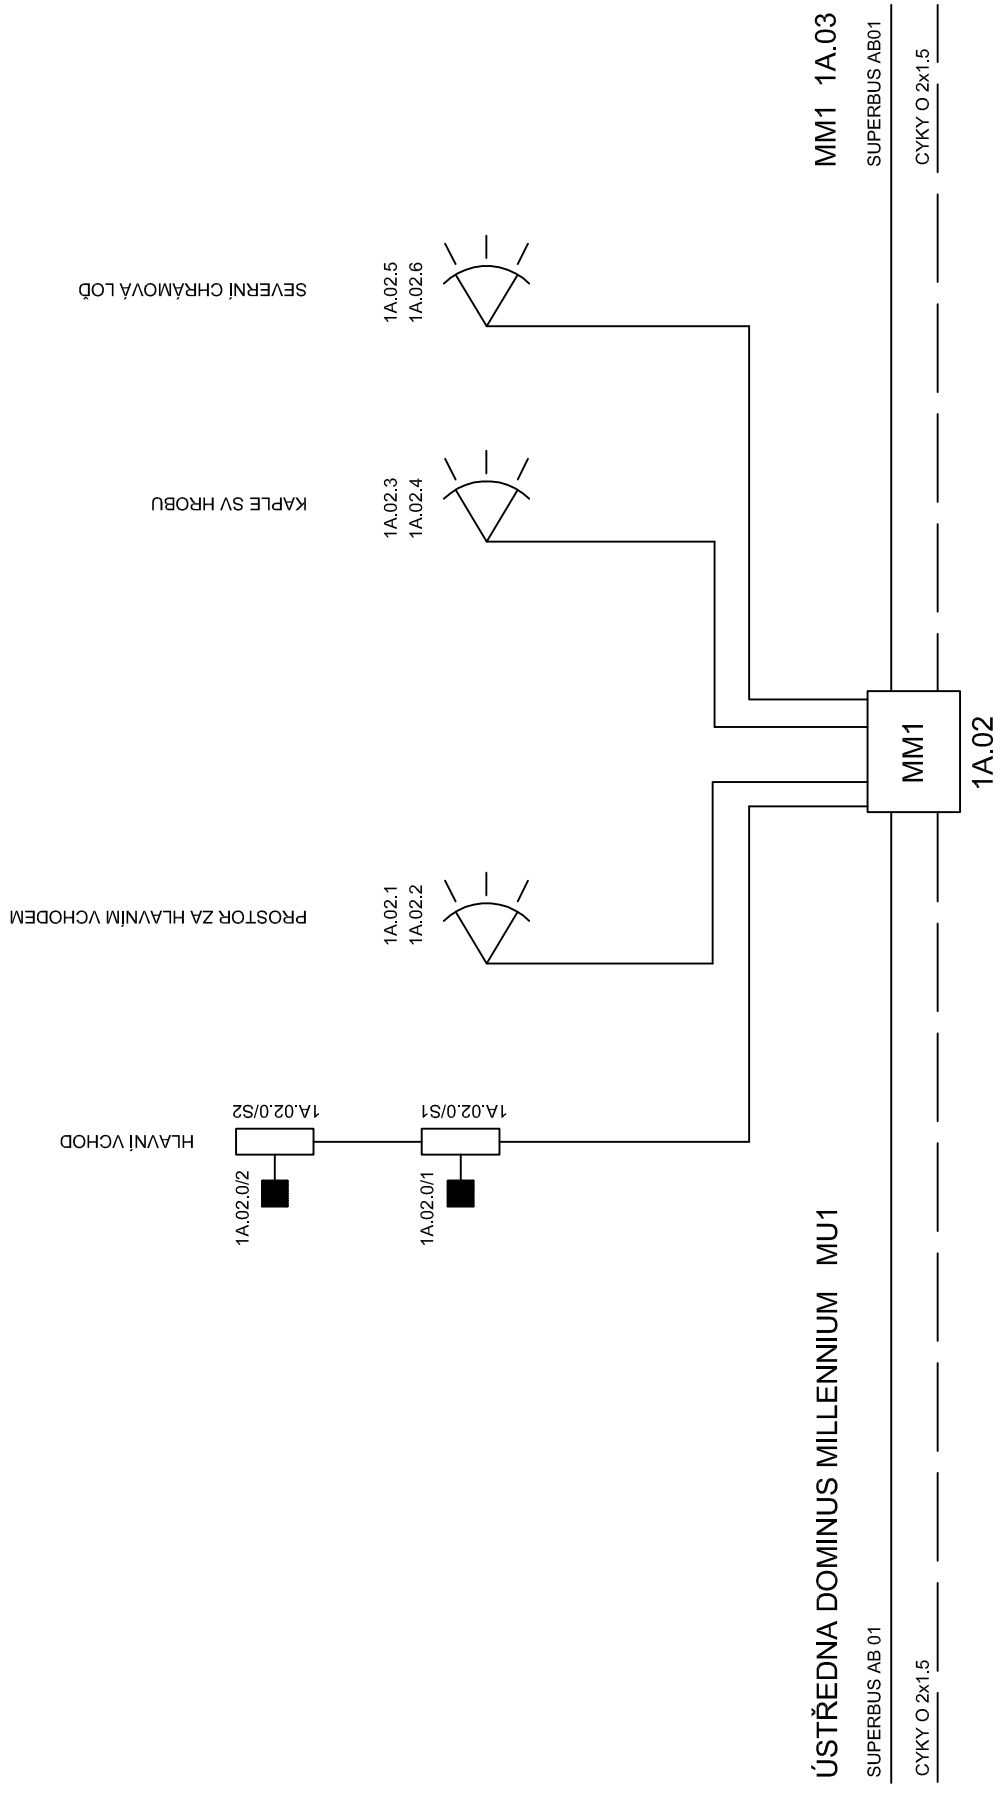 HLAVNÍ VCHOD
PROSTOR ZA HLAVNÍM VCHODEM
KAPLE SV HROBU
SEVERNÍ CHRÁMOVÁ LOĎ
1A.02.0/2
1A.02.0/S2
1A.02.0/1
1A.02.0/S1
1A.02.1
1A.02.2
1A.02.3
1A.02.4
1A.02.5
1A.02.6
ÚSTŘEDNA DOMINUS MILLENNIUM MU1
MM1 1A.03
SUPERBUS AB 01
SUPERBUS AB01
CYKY O 2x1.5
CYKY O 2x1.5
MM1
1A.02